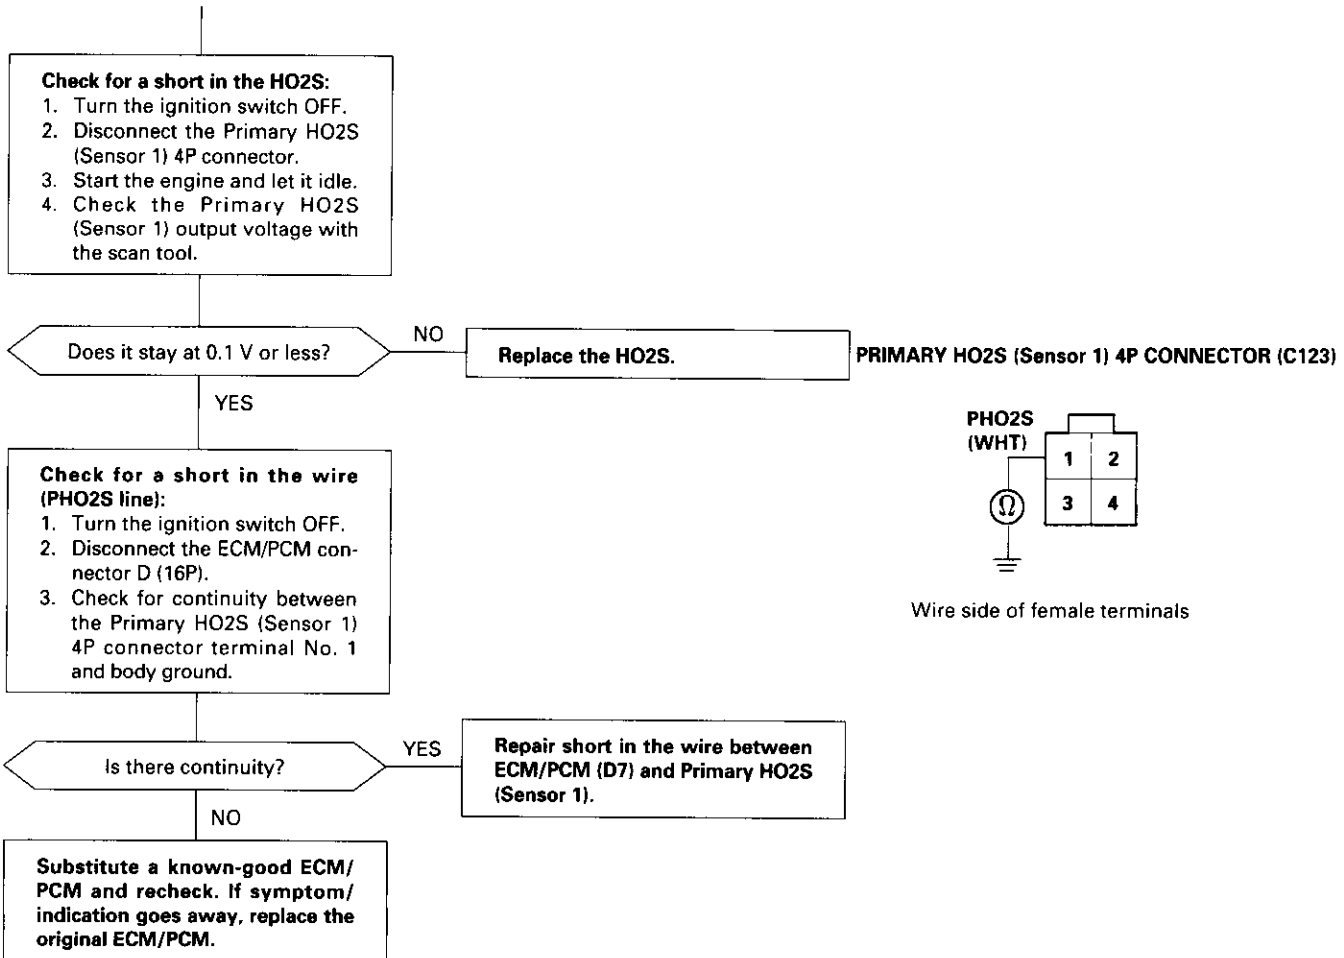 Check for a short in the HO2S:
1. Turn the ignition switch OFF.
2. Disconnect the Primary HO2S
(Sensor 1) 4P connector.
3. Start the engine and let it idle.
4. Check the Primary HO2S
(Sensor 1) output voltage with
the scan tool.
Does it stay at 0.1 V or less?
NO
Replace the HO2S.
YES
Check for a short in the wire
(PHO2S line):
1. Turn the ignition switch OFF.
2. Disconnect the ECM/PCM con-
nector D (16P).
3. Check for continuity between
the Primary HO2S (Sensor 1)
4P connector terminal No. 1
and body ground.
Is there continuity?
YES
Repair short in the wire between
ECM/PCM (D7) and Primary HO2S
(Sensor 1).
NO
Substitute a known-good ECM/
PCM and recheck. If symptom/
indication goes away, replace the
original ECM/PCM.
PRIMARY HO2S (Sensor 1) 4P CONNECTOR (C123)
PHO2S
(WHT)
1 2
3 4
Ω
Wire side of female terminals